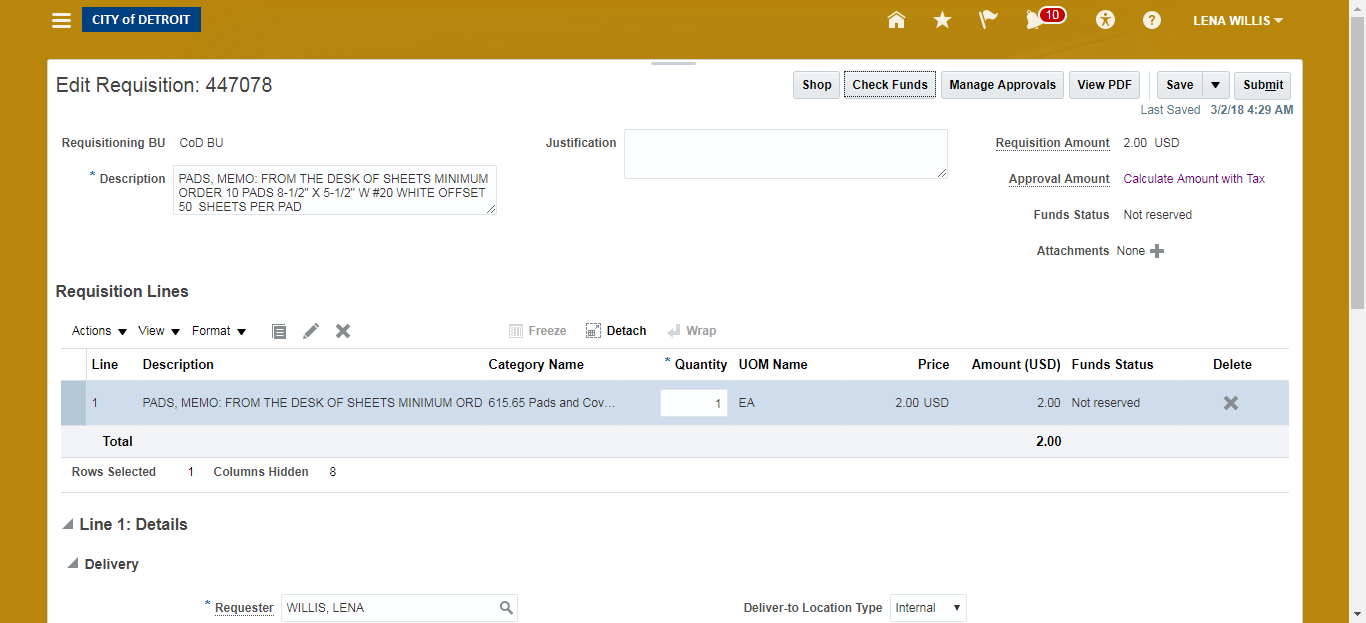 CITY of DETROIT
10
?
LENA WILLIS
Edit Requisition: 447078
Shop
Check Funds
Manage Approvals
View PDF
Save
Submit
Last Saved 3/2/18 4:29 AM
Requisitioning BU CoD BU
Justification
Requisition Amount 2.00 USD
* Description
PADS, MEMO: FROM THE DESK OF SHEETS MINIMUM
ORDER 10 PADS 8-1/2" X 5-1/2" W #20 WHITE OFFSET
50 SHEETS PER PAD
Approval Amount Calculate Amount with Tax
Funds Status Not reserved
Attachments None
Requisition Lines
Actions View Format Freeze Detach Wrap
Line Description Category Name * Quantity UOM Name Price Amount (USD) Funds Status Delete
1 PADS, MEMO: FROM THE DESK OF SHEETS MINIMUM ORD 615.65 Pads and Cov... 1 EA 2.00 USD 2.00 Not reserved
Total 2.00
Rows Selected 1 Columns Hidden 8
Line 1: Details
Delivery
* Requester WILLIS, LENA Deliver-to Location Type Internal